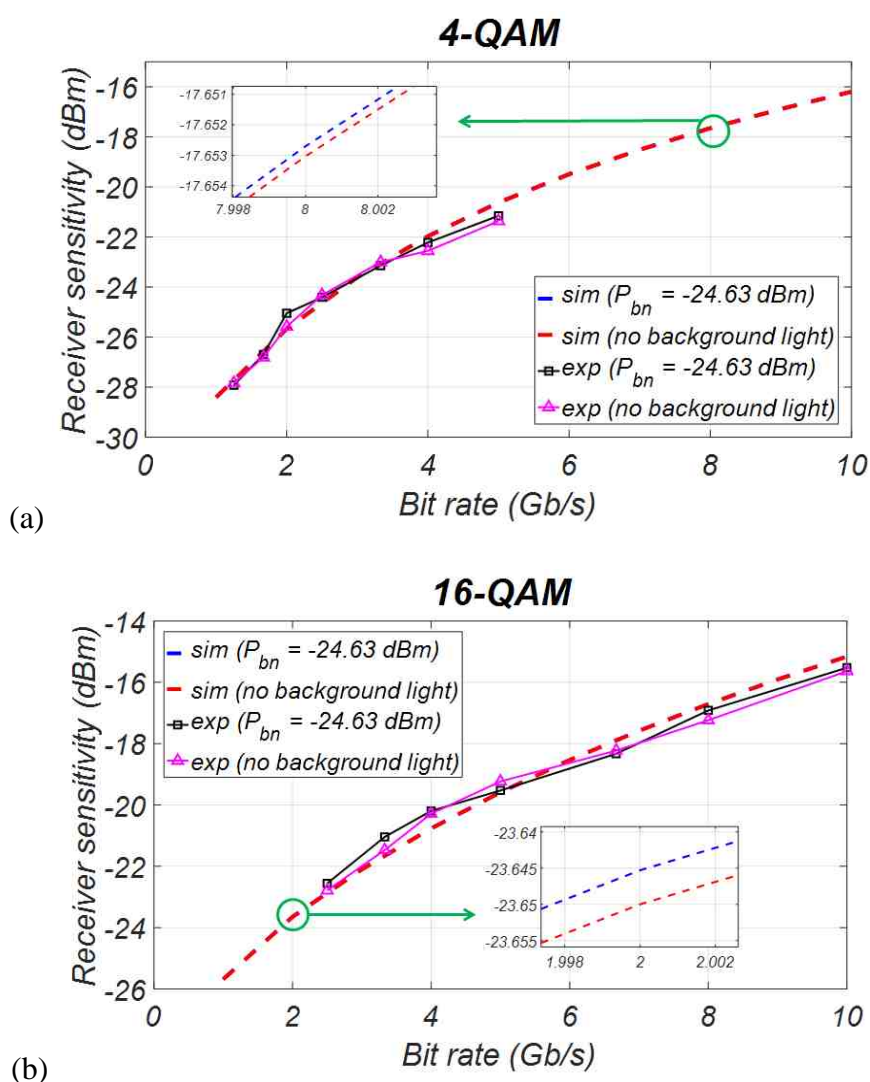 4-QAM
Receiver sensitivity (dBm)
-16
-18
-20
-22
-24
-26
-28
-30
-17.651
-17.652
-17.653
-17.654
7.998 8 8.002
sim (P_bn = -24.63 dBm)
sim (no background light)
exp (P_bn = -24.63 dBm)
exp (no background light)
0 2 4 6 8 10
Bit rate (Gb/s)
(a)
16-QAM
Receiver sensitivity (dBm)
-14
-16
-18
-20
-22
-24
-26
sim (P_bn = -24.63 dBm)
sim (no background light)
exp (P_bn = -24.63 dBm)
exp (no background light)
-23.64
-23.645
-23.65
-23.655
1.998 2 2.002
0 2 4 6 8 10
Bit rate (Gb/s)
(b)